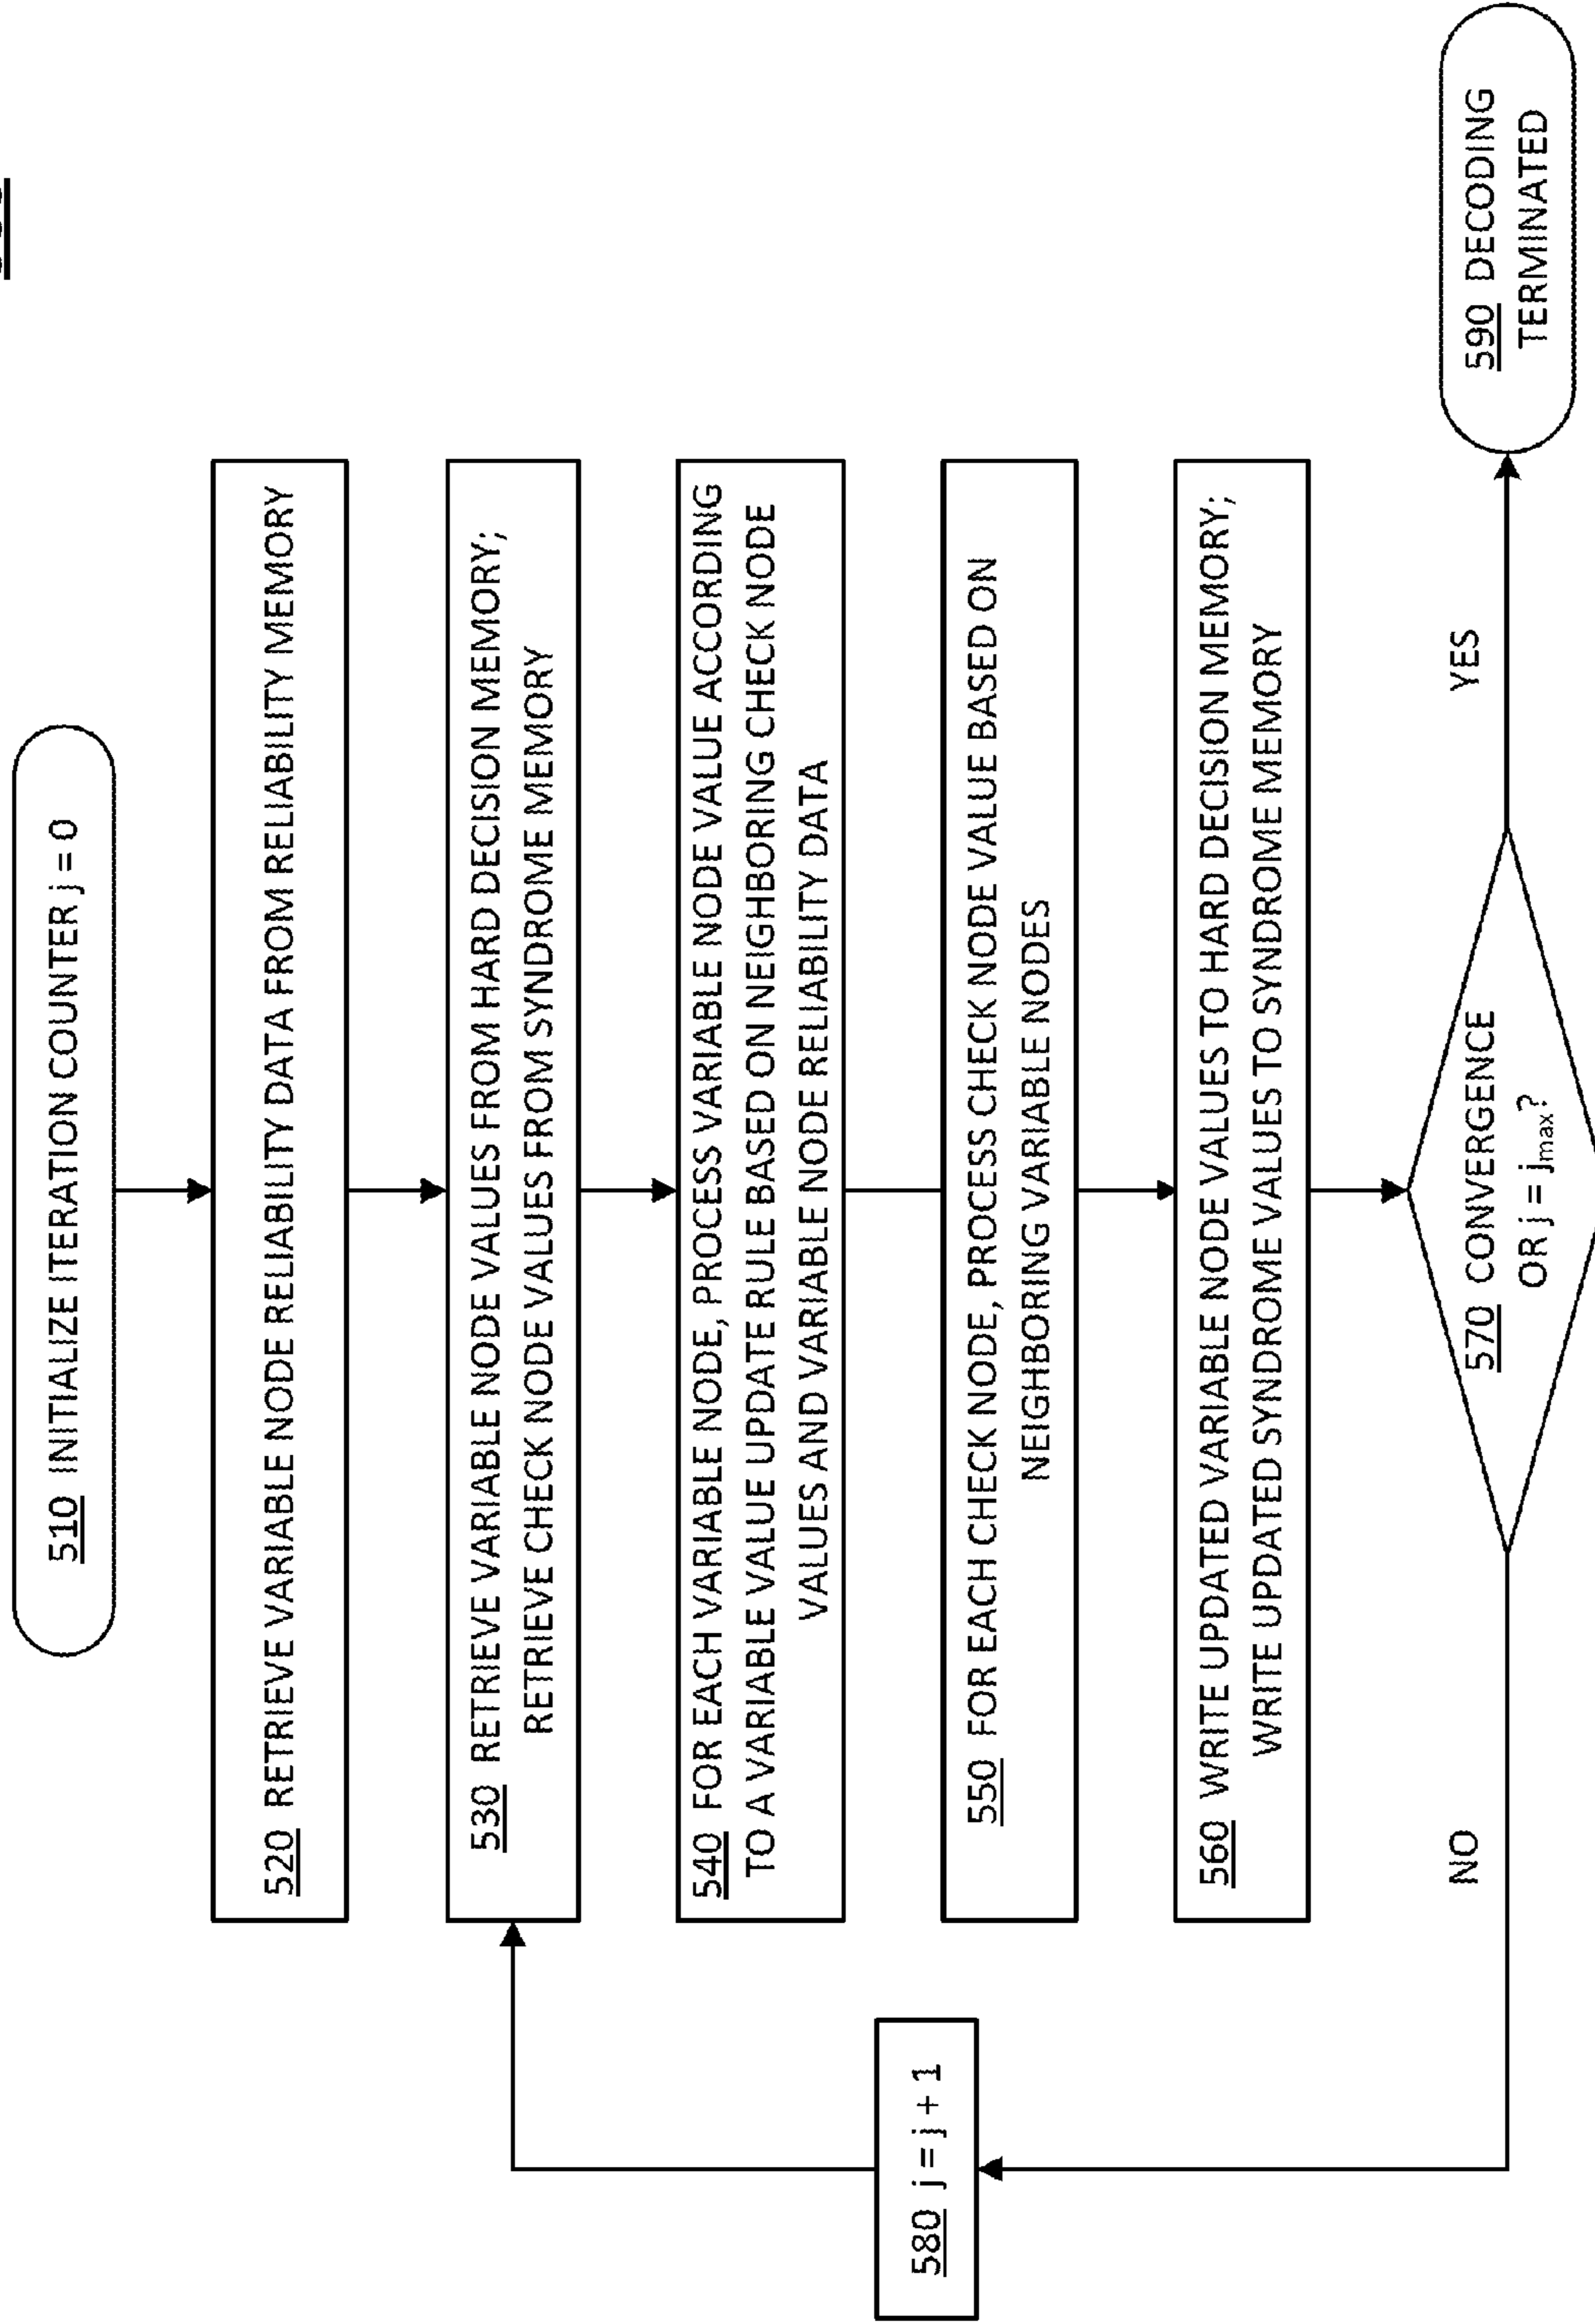 510 INITIALIZE ITERATION COUNTER j = 0
520 RETRIEVE VARIABLE NODE RELIABILITY DATA FROM RELIABILITY MEMORY
530 RETRIEVE VARIABLE NODE VALUES FROM HARD DECISION MEMORY;
RETRIEVE CHECK NODE VALUES FROM SYNDROME MEMORY
540 FOR EACH VARIABLE NODE, PROCESS VARIABLE NODE VALUE ACCORDING
TO A VARIABLE VALUE UPDATE RULE BASED ON NEIGHBORING CHECK NODE
VALUES AND VARIABLE NODE RELIABILITY DATA
550 FOR EACH CHECK NODE, PROCESS CHECK NODE VALUE BASED ON
NEIGHBORING VARIABLE NODES
560 WRITE UPDATED VARIABLE NODE VALUES TO HARD DECISION MEMORY;
WRITE UPDATED SYNDROME VALUES TO SYNDROME MEMORY
570 CONVERGENCE
OR j = jmax?
NO
YES
580 j = j + 1
590 DECODING
TERMINATED